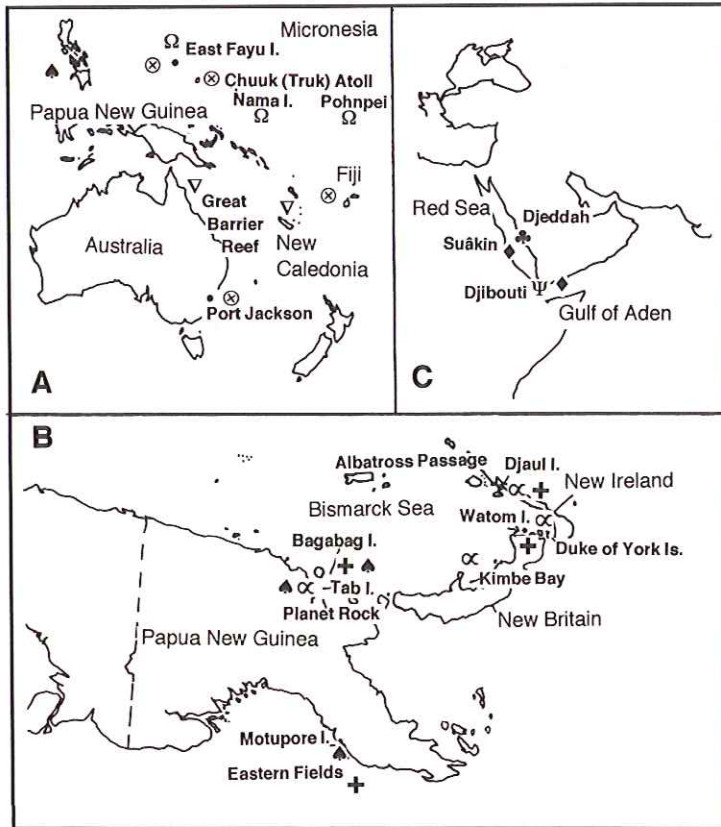 Micronesia
Ω East Fayu I.
♠ ⊗
⊗ Chuuk (Truk) Atoll
Papua New Guinea Nama I. Pohnpei
Ω Ω
Fiji
▽ ▽ ⊗
Great
Barrier
Reef
Australia
New
Caledonia
⊗
Port Jackson
A
Red Sea Djeddah
♣
Suâkin
♦ ♦
Djibouti Ψ
Gulf of Aden
C
B
Albatross Passage Djaul I.
∝ +
New Ireland
Bismarck Sea
Watom I. ∝
Bagabag I. +
Duke of York Is.
+ ♠ ∝
♠ ∝ Tab I. Kimbe Bay
Planet Rock
New Britain
Papua New Guinea
Motupore I.
♠
Eastern Fields
+